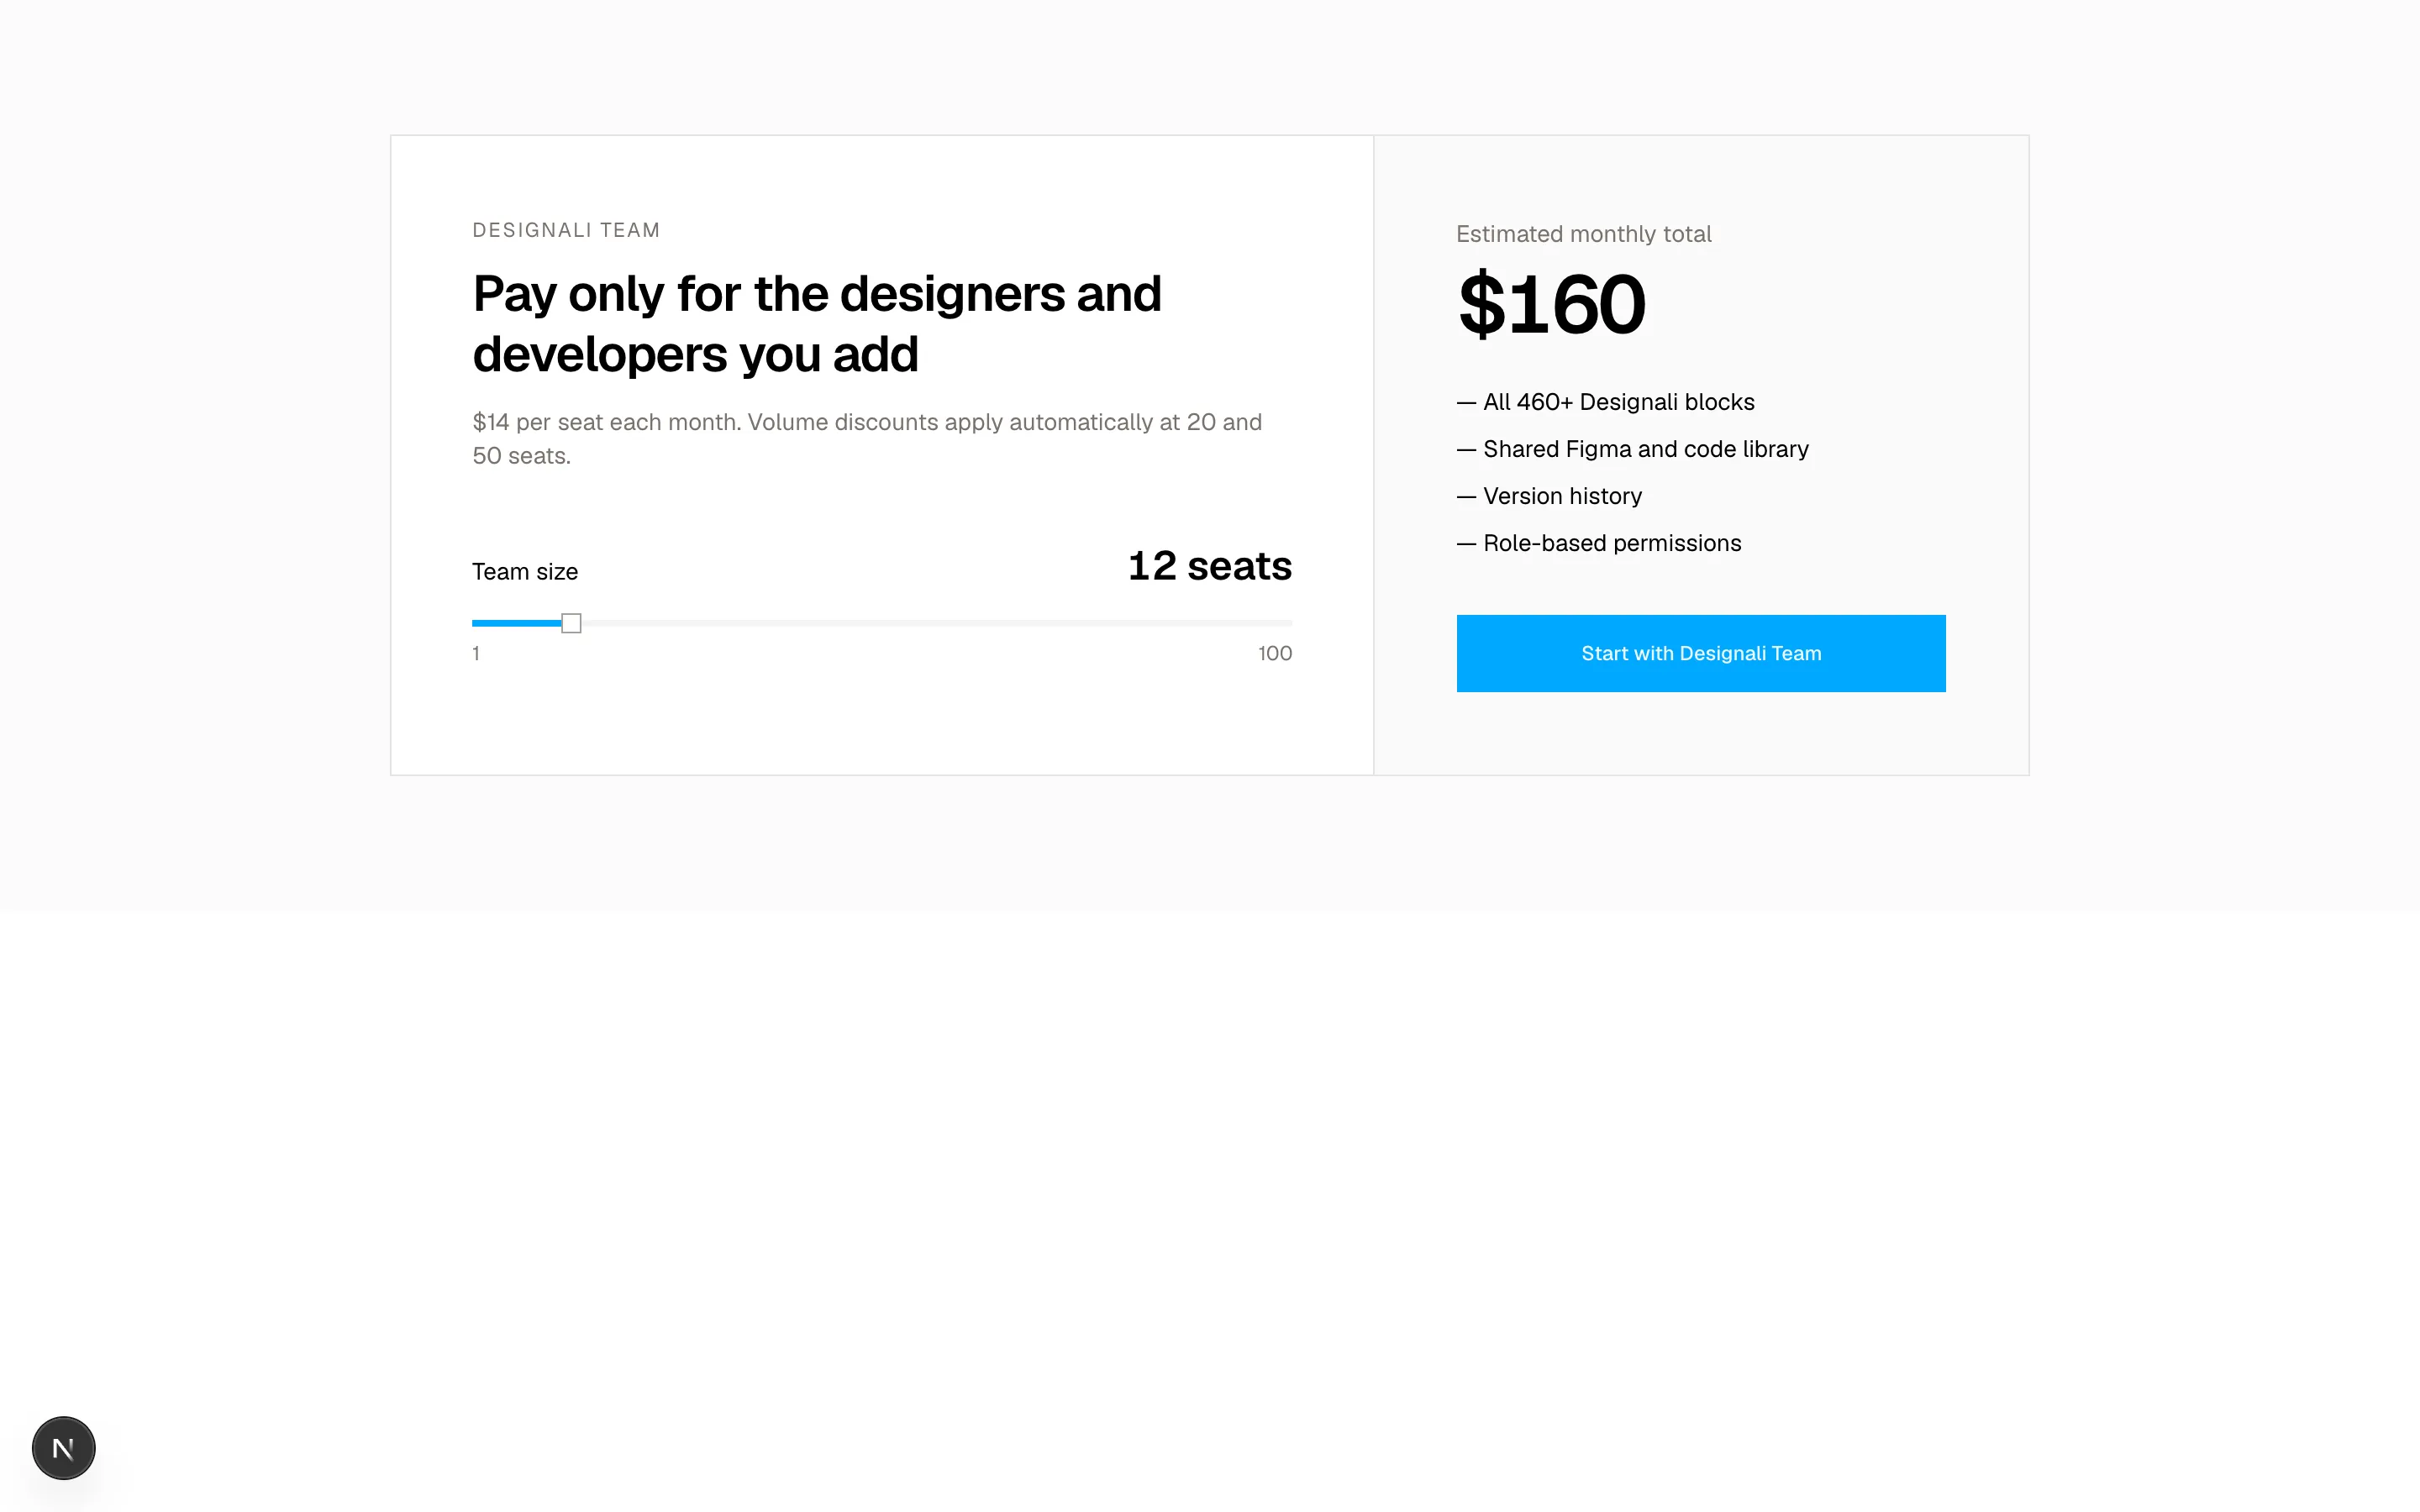 DESIGNALI TEAM
Pay only for the designers and
developers you add
$14 per seat each month. Volume discounts apply automatically at 20 and
50 seats.
Team size
12 seats
1
100
Estimated monthly total
$160
— All 460+ Designali blocks
— Shared Figma and code library
— Version history
— Role-based permissions
Start with Designali Team
N